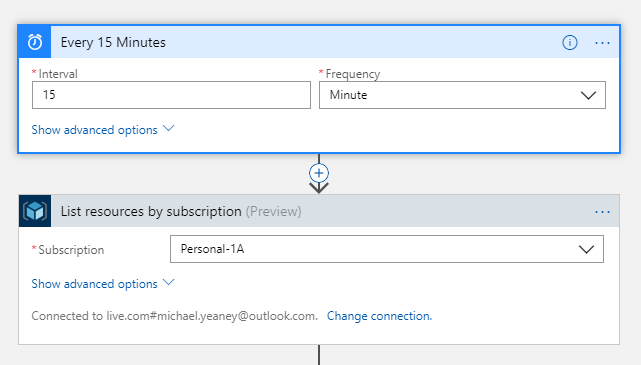 Every 15 Minutes
* Interval * Frequency
15 Minute
Show advanced options
List resources by subscription (Preview)
* Subscription Personal-1A
Show advanced options
Connected to live.com#michael.yeaney@outlook.com. Change connection.